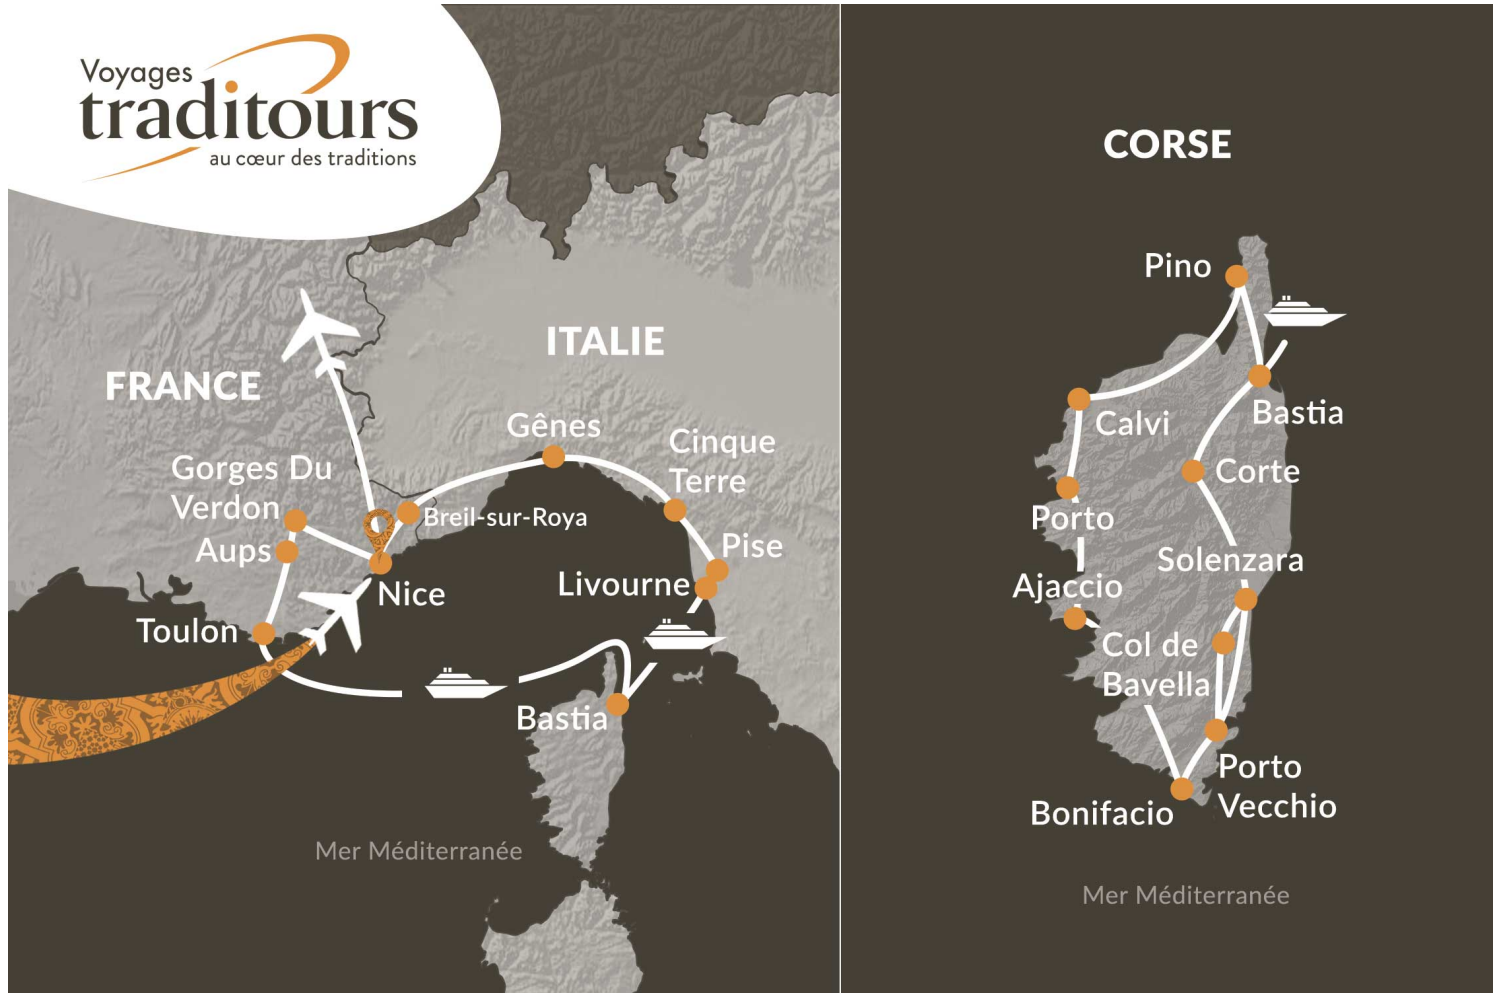 Voyages
traditours
au cœur des traditions
FRANCE
ITALIE
Gênes
Cinque
Terre
Gorges Du
Verdon
Breil-sur-Roya
Aups
Pise
Livourne
Nice
Toulon
Bastia
Mer Méditerranée
CORSE
Pino
Bastia
Calvi
Corte
Porto
Solenzara
Ajaccio
Col de
Bavella
Porto
Vecchio
Bonifacio
Mer Méditerranée